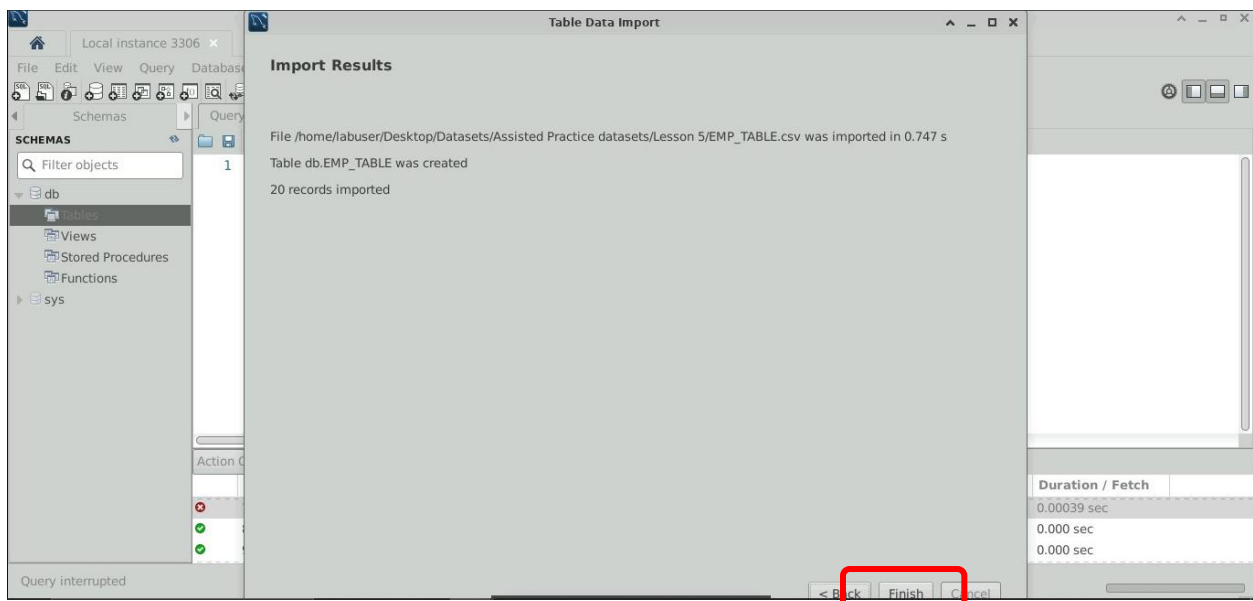 Table Data Import
Local instance 3306
File Edit View Query Database
Schemas
Query
SCHEMAS
Filter objects
1
db
Tables
Views
Stored Procedures
Functions
sys
Import Results
File /home/labuser/Desktop/Datasets/Assisted Practice datasets/Lesson 5/EMP_TABLE.csv was imported in 0.747 s
Table db.EMP_TABLE was created
20 records imported
Action
Duration / Fetch
0.00039 sec
0.000 sec
0.000 sec
Query interrupted
< Back Finish Cancel